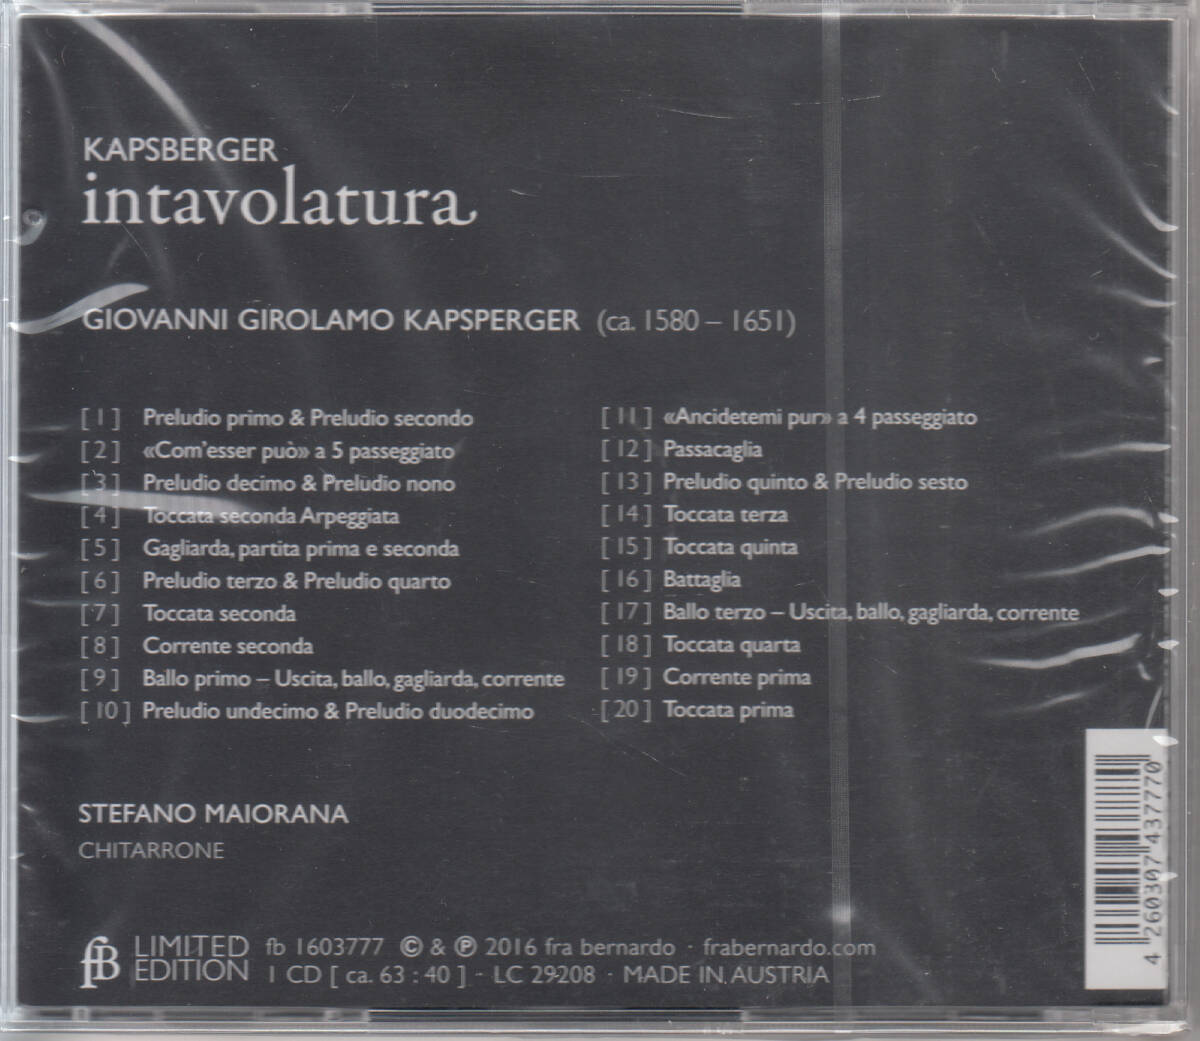 KAPSBERGER
intavolatura
GIOVANNI GIROLAMO KAPSPERGER (ca. 1580 – 1651)
[ 1 ] Preludio primo & Preludio secondo
[ 2 ] «Com'esser può» a 5 passeggiato
[ 3 ] Preludio decimo & Preludio nono
[ 4 ] Toccata seconda Arpeggiata
[ 5 ] Gagliarda, partita prima e seconda
[ 6 ] Preludio terzo & Preludio quarto
[ 7 ] Toccata seconda
[ 8 ] Corrente seconda
[ 9 ] Ballo primo – Uscita, ballo, gagliarda, corrente
[ 10 ] Preludio undecimo & Preludio duodecimo
[ 11 ] «Ancidetemi pur» a 4 passeggiato
[ 12 ] Passacaglia
[ 13 ] Preludio quinto & Preludio sesto
[ 14 ] Toccata terza
[ 15 ] Toccata quinta
[ 16 ] Battaglia
[ 17 ] Ballo terzo – Uscita, ballo, gagliarda, corrente
[ 18 ] Toccata quarta
[ 19 ] Corrente prima
[ 20 ] Toccata prima
STEFANO MAIORANA
CHITARRONE
fB LIMITED EDITION
fb 1603777 © & ℗ 2016 fra bernardo · frabernardo.com
1 CD [ ca. 63 : 40 ] · LC 29208 · MADE IN AUSTRIA
4 260307 437770